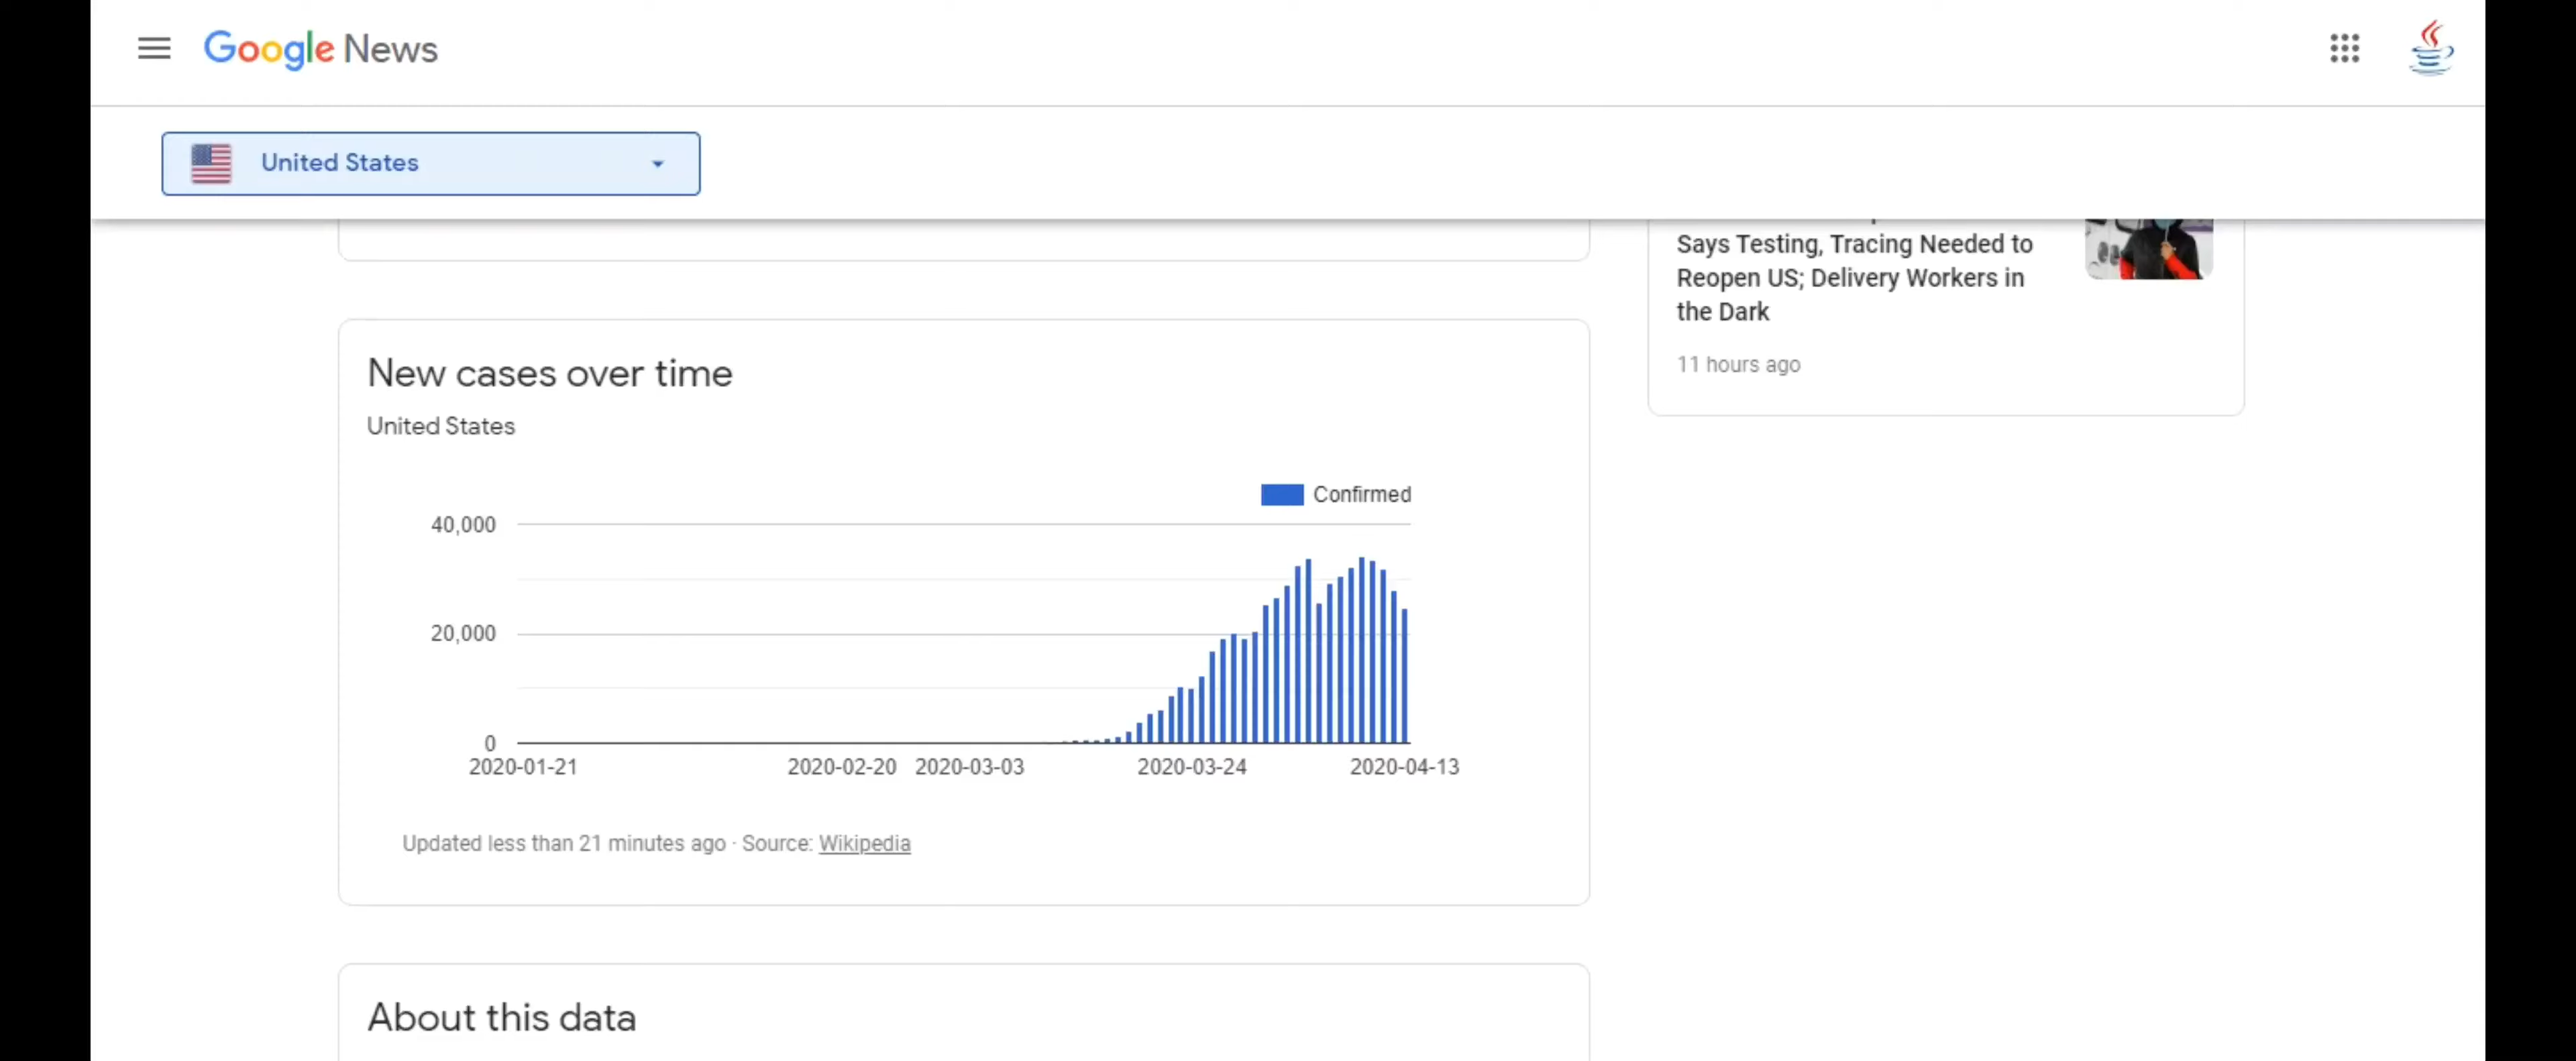 Google News
United States
Says Testing, Tracing Needed to
Reopen US; Delivery Workers in
the Dark
11 hours ago
New cases over time
United States
Confirmed
40,000
20,000
0
2020-01-21 2020-02-20 2020-03-03 2020-03-24 2020-04-13
Updated less than 21 minutes ago · Source: Wikipedia
About this data